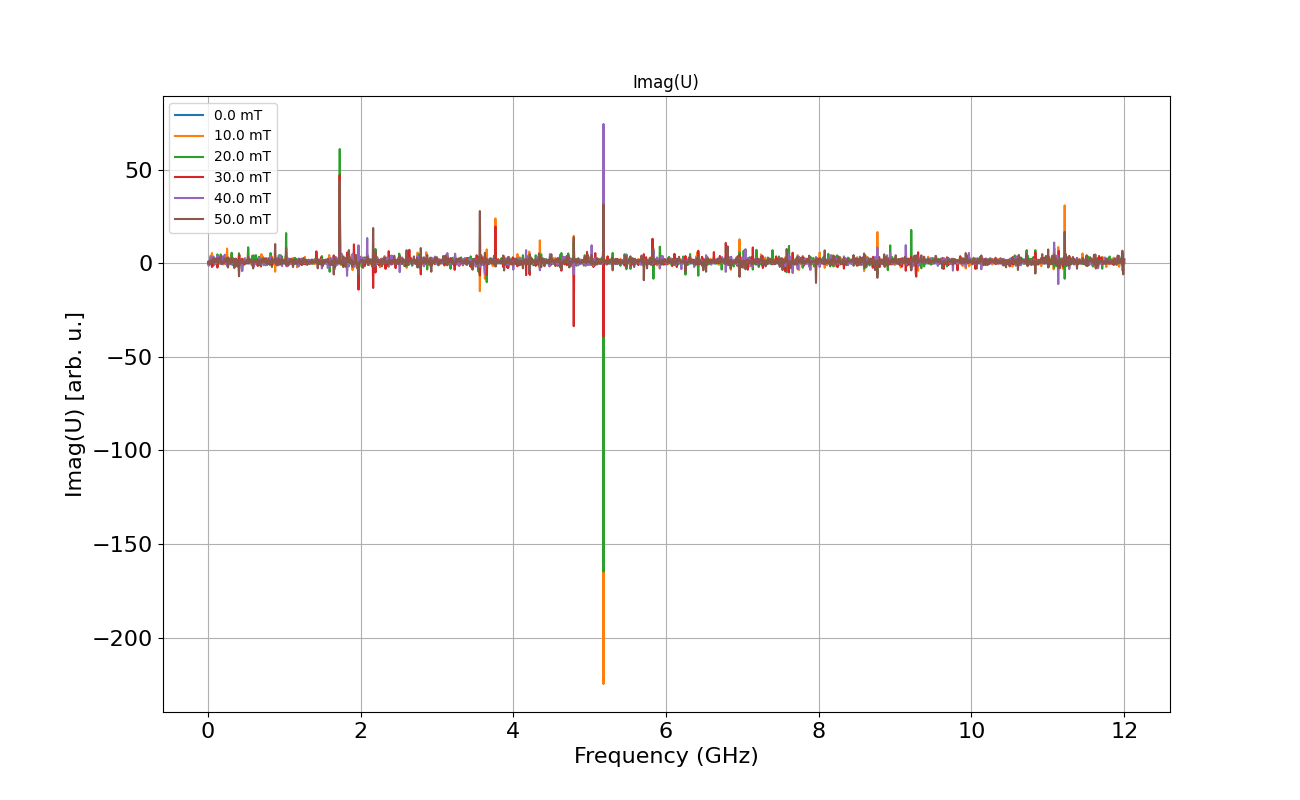 Imag(U)
0.0 mT
10.0 mT
20.0 mT
30.0 mT
40.0 mT
50.0 mT
50
0
−50
−100
−150
−200
Imag(U) [arb. u.]
0 2 4 6 8 10 12
Frequency (GHz)